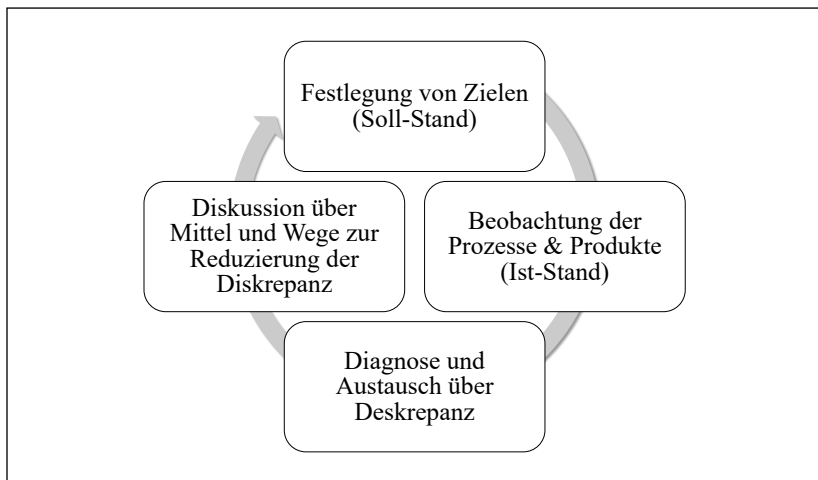 Festlegung von Zielen
(Soll-Stand)
Beobachtung der
Prozesse & Produkte
(Ist-Stand)
Diagnose und
Austausch über
Deskrepanz
Diskussion über
Mittel und Wege zur
Reduzierung der
Diskrepanz